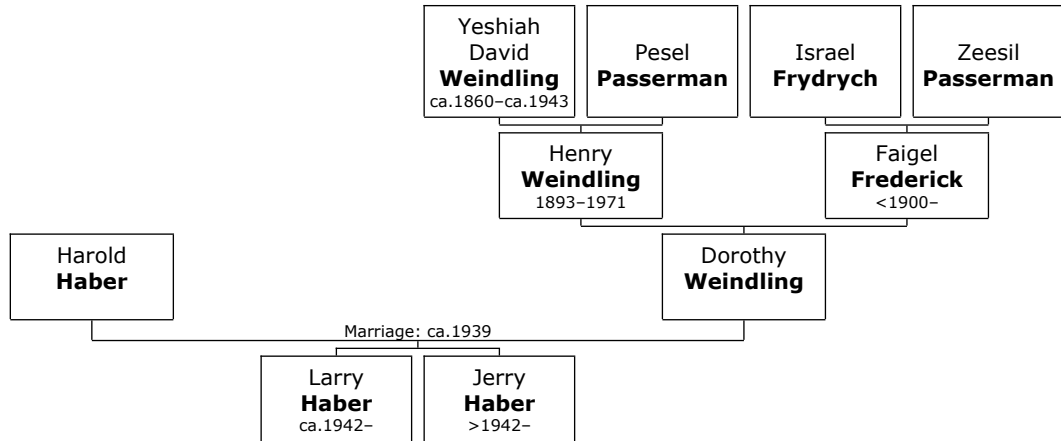 Yeshiah
David
Weindling
ca.1860–ca.1943
Pesel
Passerman
Israel
Frydrych
Zeesil
Passerman
Henry
Weindling
1893–1971
Faigel
Frederick
<1900–
Harold
Haber
Dorothy
Weindling
Marriage: ca.1939
Larry
Haber
ca.1942–
Jerry
Haber
>1942–